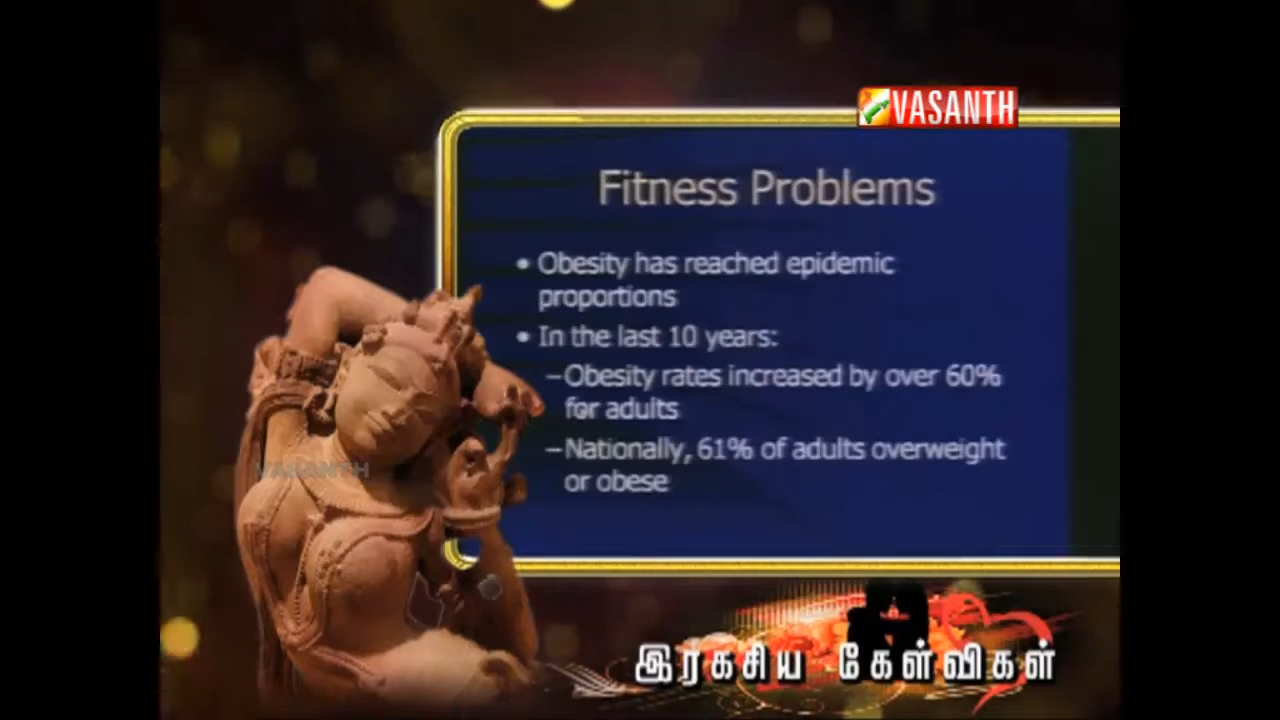 VASANTH
Fitness Problems
• Obesity has reached epidemic
proportions
• In the last 10 years:
–Obesity rates increased by over 60%
for adults
–Nationally, 61% of adults overweight
or obese
VASANTH
இரகசிய கேள்விகள்